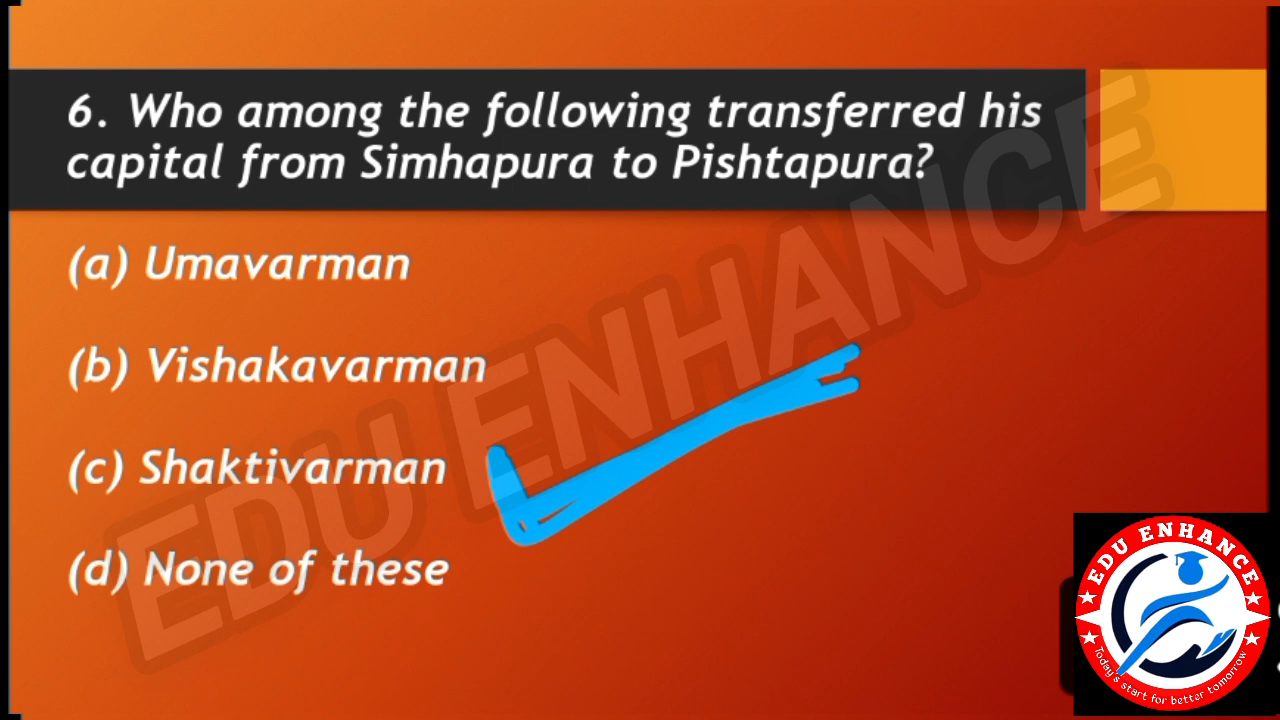 6. Who among the following transferred his
capital from Simhapura to Pishtapura?
(a) Umavarman
(b) Vishakavarman
(c) Shaktivarman
(d) None of these
EDU ENHANCE
EDU ENHANCE
Today's start for better tomorrow